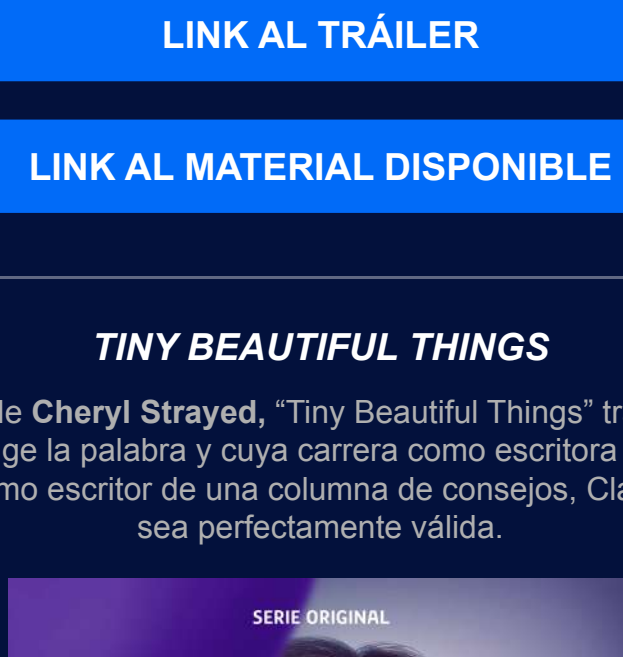 LINK AL TRÁILER
LINK AL MATERIAL DISPONIBLE
TINY BEAUTIFUL THINGS
Cheryl Strayed, “Tiny Beautiful Things”
la palabra y cuya carrera como escritora
escritor de una columna de consejos,
sea perfectamente válida.
SERIE ORIGINAL